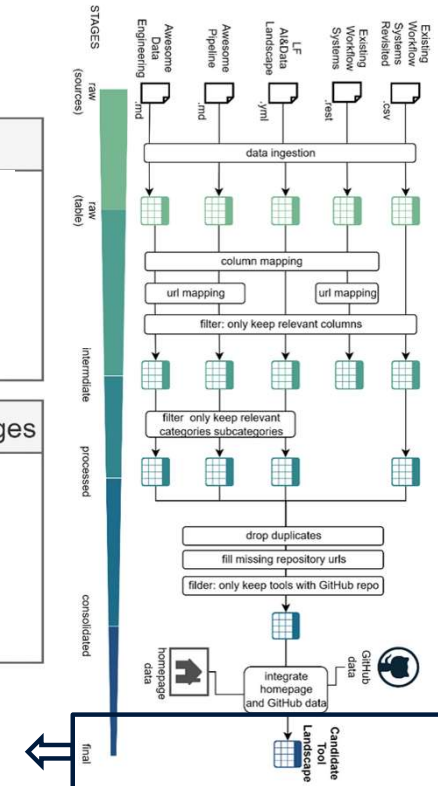 STAGES
Awesome
Data
Engineering
Awesome
Pipeline
LF
AI&Data
Landscape
Existing
Workflow
Systems
Existing
Workflow
Systems
Revisited
raw
(sources)
.md
.md
.yml
.rest
.csv
data ingestion
raw
(table)
column mapping
url mapping
url mapping
filter: only keep relevant columns
intermdiate
filter only keep relevant
categories subcategories
ges
processed
drop duplicates
fill missing repository urls
filder: only keep tools with GitHub repo
consolidated
homepage
data
GitHub
data
integrate
homepage
and GitHub data
final
Candidate
Tool
Landscape